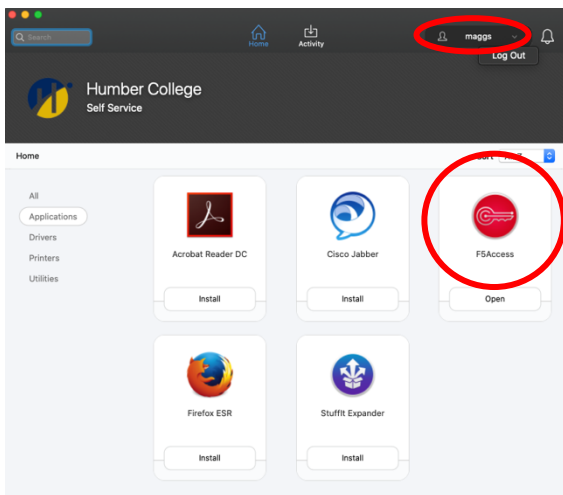 Search
Home
Activity
maggs
Log Out
Humber College
Self Service
Home
All
Applications
Drivers
Printers
Utilities
Acrobat Reader DC
Install
Cisco Jabber
Install
F5Access
Open
Firefox ESR
Install
StuffIt Expander
Install